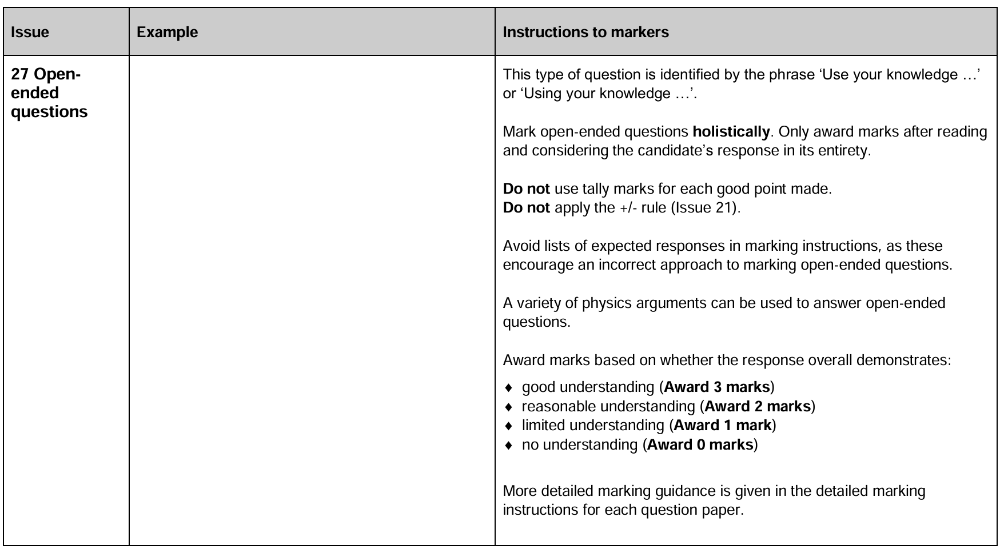 Issue
Example
Instructions to markers
27 Open-
ended
questions
This type of question is identified by the phrase ‘Use your knowledge …’
or ‘Using your knowledge …’.
Mark open-ended questions holistically. Only award marks after reading
and considering the candidate’s response in its entirety.
Do not use tally marks for each good point made.
Do not apply the +/- rule (Issue 21).
Avoid lists of expected responses in marking instructions, as these
encourage an incorrect approach to marking open-ended questions.
A variety of physics arguments can be used to answer open-ended
questions.
Award marks based on whether the response overall demonstrates:
♦ good understanding (Award 3 marks)
♦ reasonable understanding (Award 2 marks)
♦ limited understanding (Award 1 mark)
♦ no understanding (Award 0 marks)
More detailed marking guidance is given in the detailed marking
instructions for each question paper.